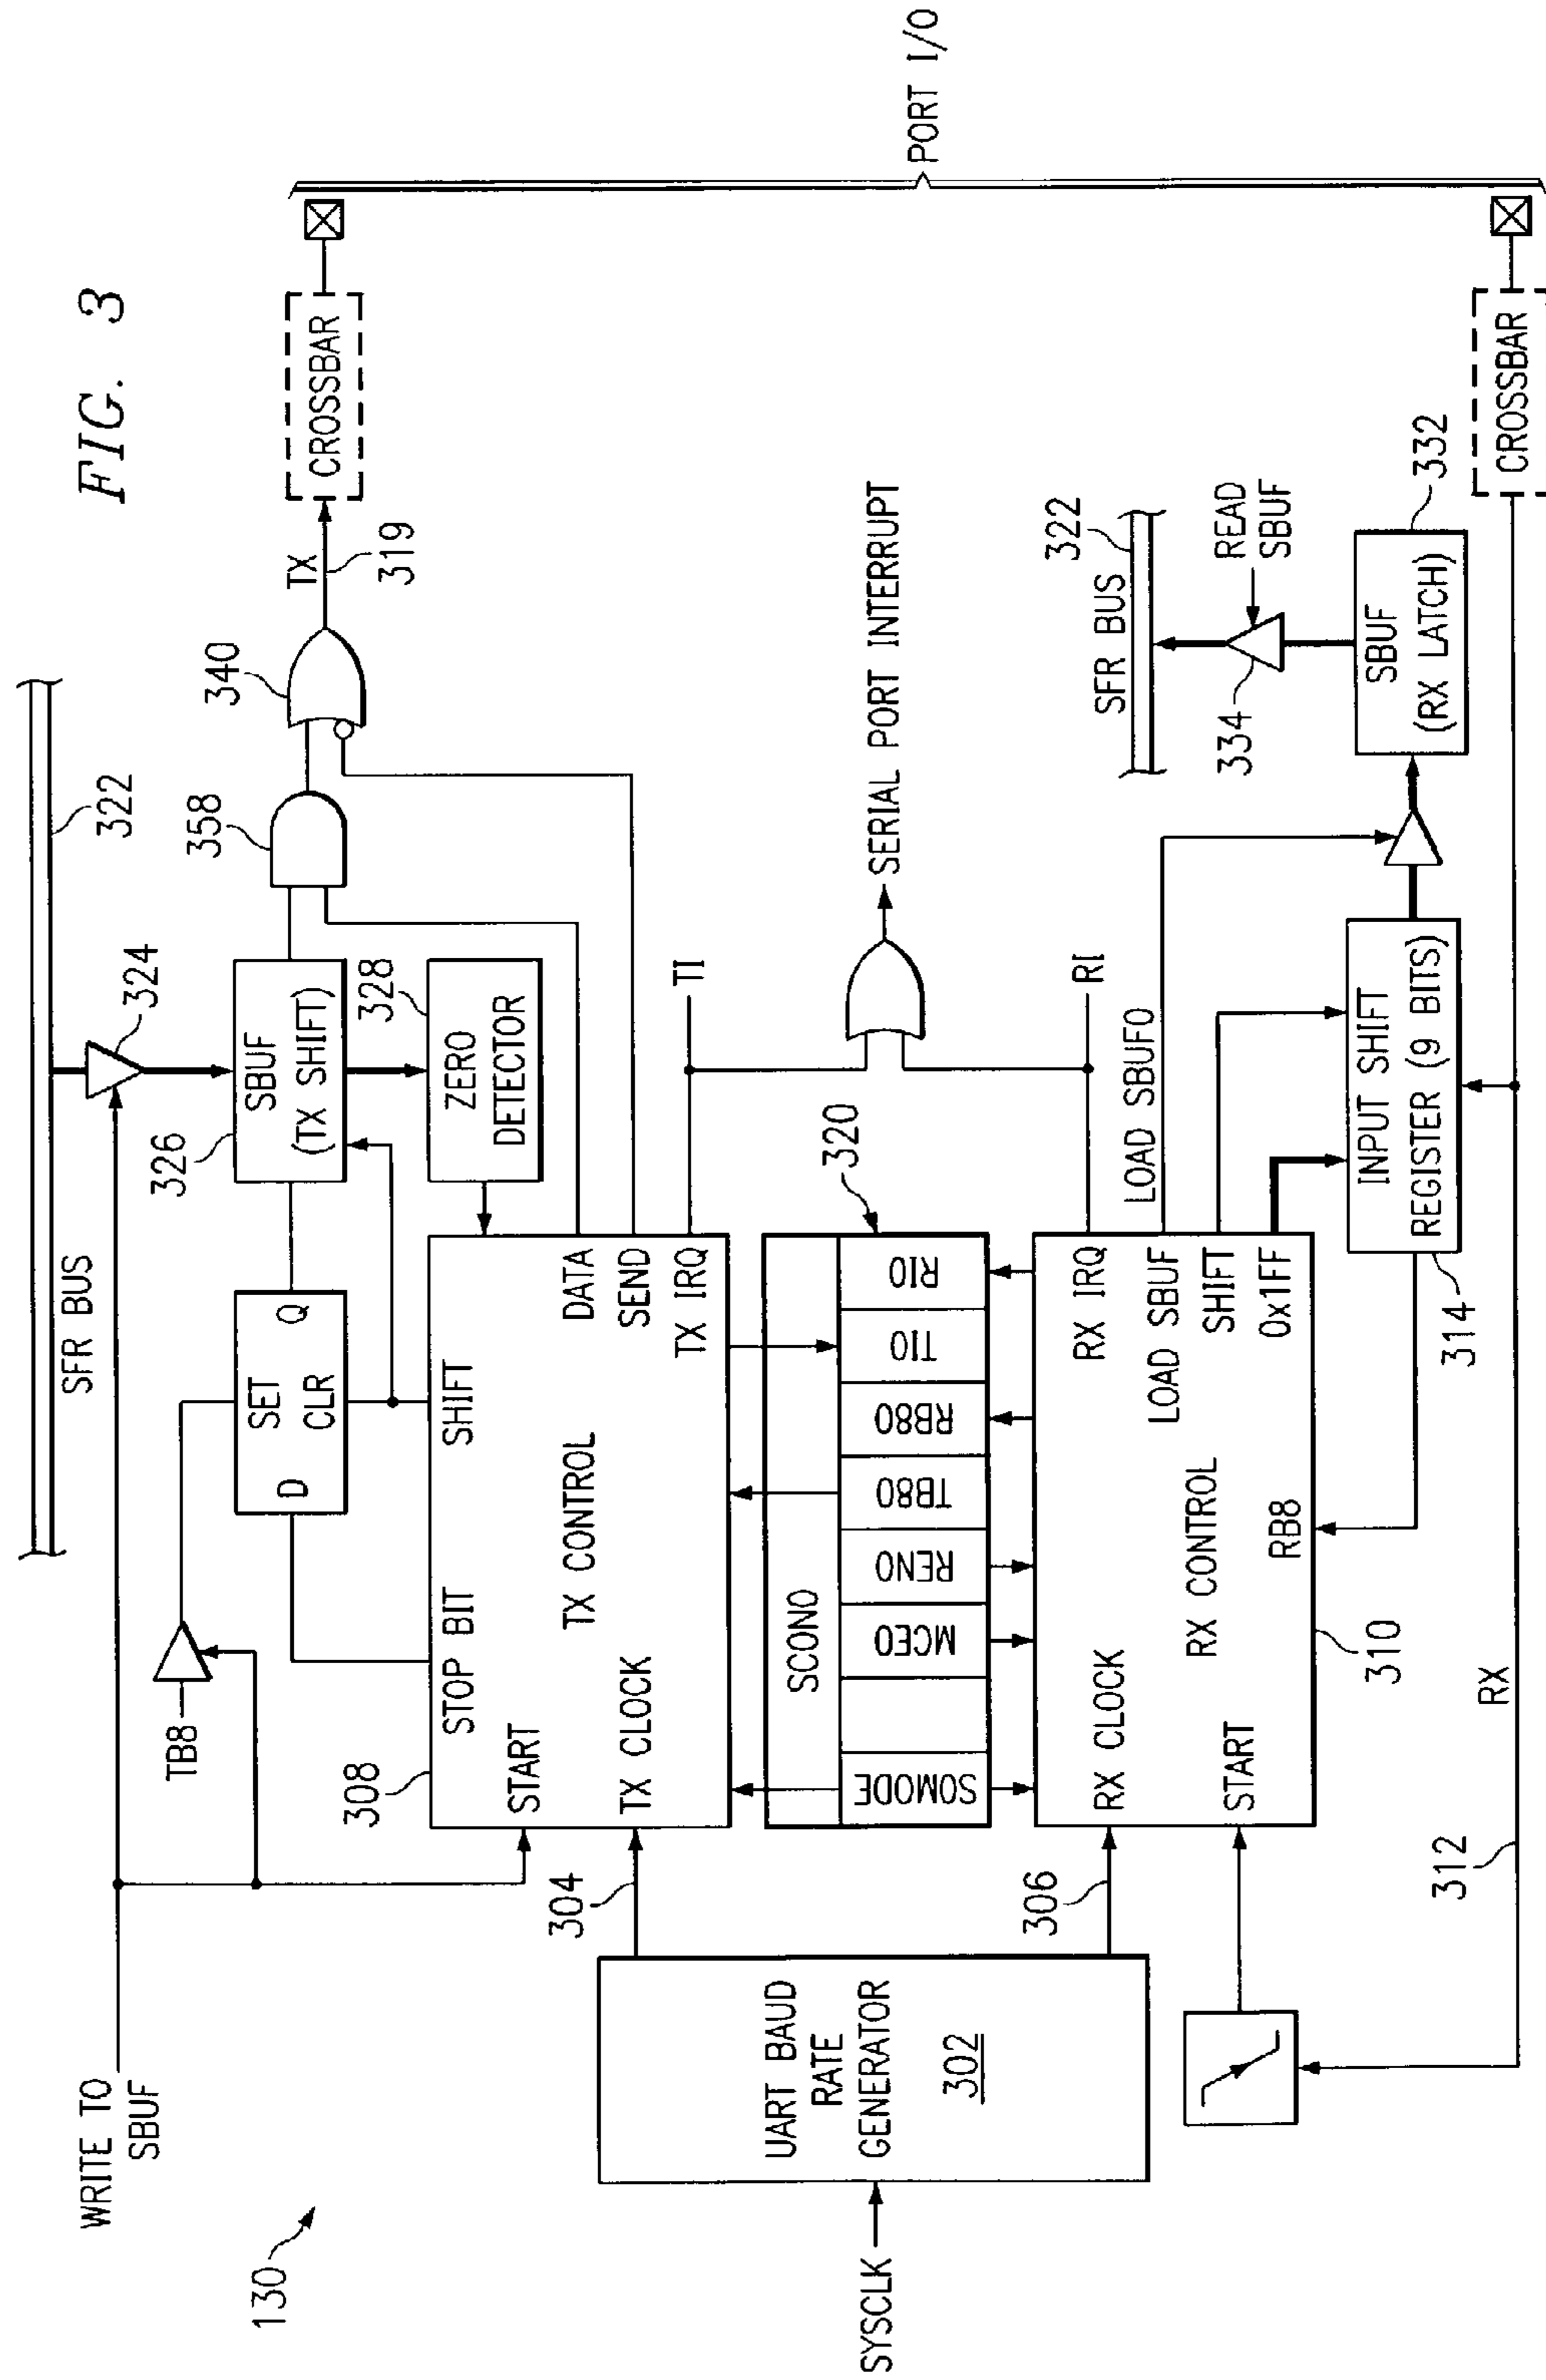 FIG. 3
130
WRITE TO
SBUF
SFR BUS
322
324
TB8
D
SET
CLR
Q
326
SBUF
(TX SHIFT)
358
340
TX
319
CROSSBAR
328
ZERO
DETECTOR
308
STOP BIT
SHIFT
START
TX CONTROL
DATA
SEND
TX CLOCK
TX IRQ
TI
304
SYSCLK
UART BAUD
RATE
GENERATOR
302
306
SCON0
320
S0MODE
MCE0
REN0
TB80
RB80
TI0
RI0
SERIAL PORT INTERRUPT
PORT I/O
RX CLOCK
RX IRQ
RI
LOAD SBUF
LOAD SBUF0
RX CONTROL
SHIFT
START
RB8
0x1FF
310
314
INPUT SHIFT
REGISTER (9 BITS)
SFR BUS
322
334
READ
SBUF
SBUF
(RX LATCH)
332
312
RX
CROSSBAR